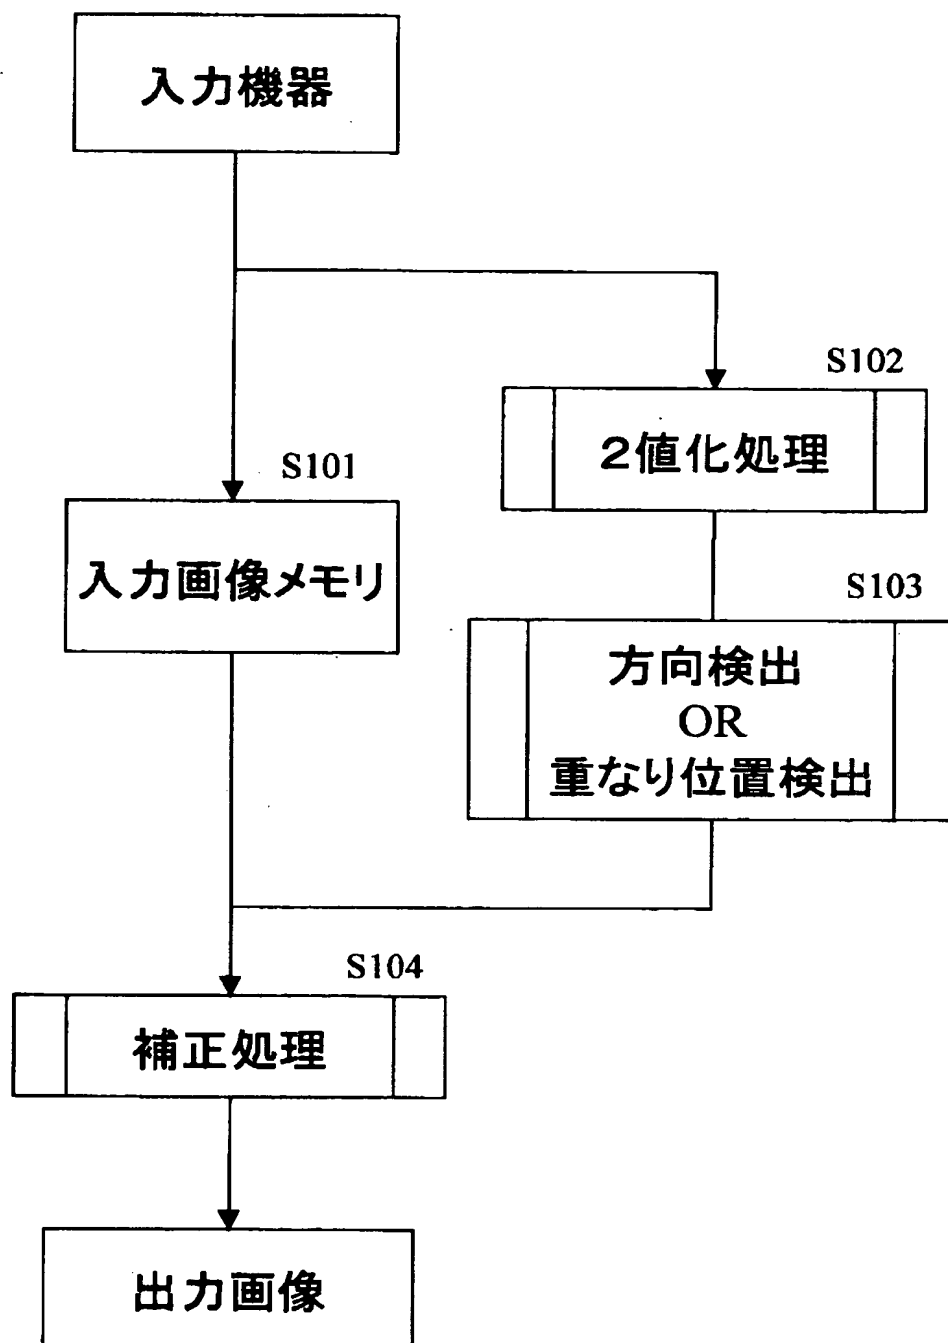 入力機器
S102
2値化処理
S101
入力画像メモリ
S103
方向検出
OR
重なり位置検出
S104
補正処理
出力画像